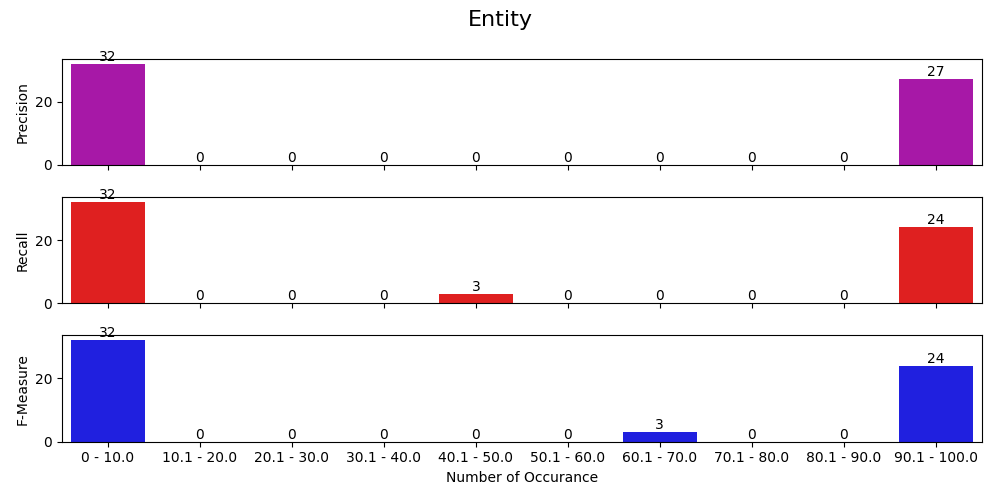 Entity
Precision
20
0
32 0 0 0 0 0 0 0 0 27
Recall
20
0
32 0 0 0 3 0 0 0 0 24
F-Measure
20
0
32 0 0 0 0 0 3 0 0 24
0 - 10.0 10.1 - 20.0 20.1 - 30.0 30.1 - 40.0 40.1 - 50.0 50.1 - 60.0 60.1 - 70.0 70.1 - 80.0 80.1 - 90.0 90.1 - 100.0
Number of Occurance